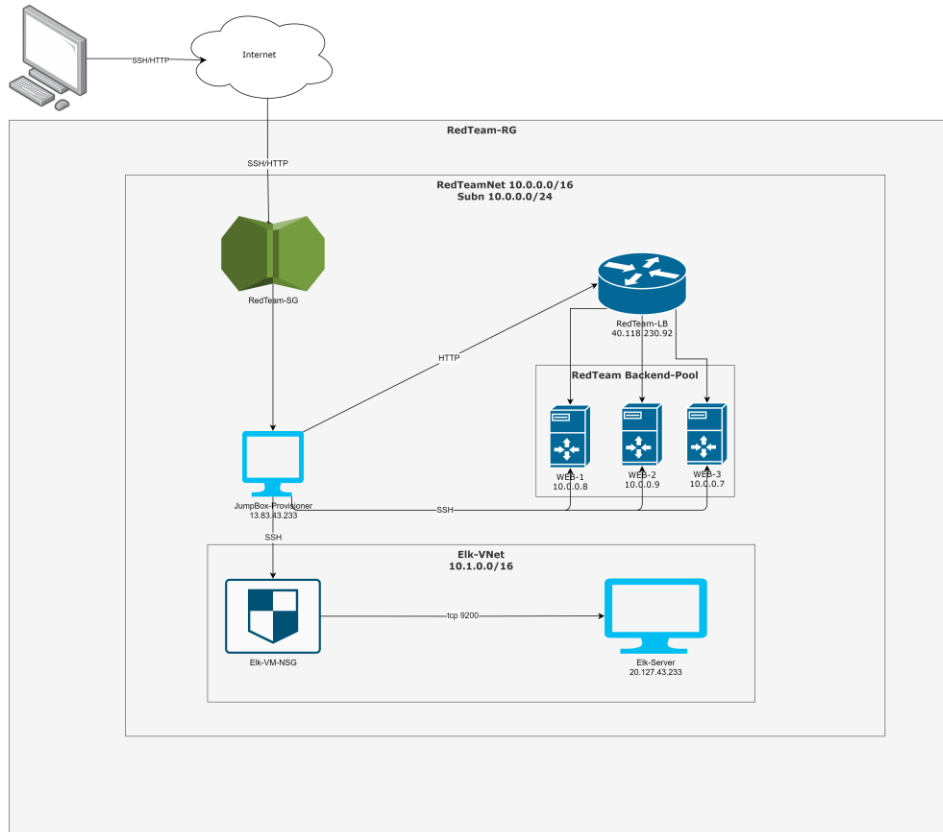 Internet
SSH/HTTP
RedTeam-RG
SSH/HTTP
RedTeamNet 10.0.0.0/16
Subn 10.0.0.0/24
RedTeam-SG
RedTeam-LB
40.118.230.92
HTTP
RedTeam Backend-Pool
WEB-1
10.0.0.8
WEB-2
10.0.0.9
WEB-3
10.0.0.7
JumpBox-Provisioner
13.83.43.233
SSH
SSH
Elk-VNet
10.1.0.0/16
tcp 9200
Elk-VM-NSG
Elk-Server
20.127.43.233